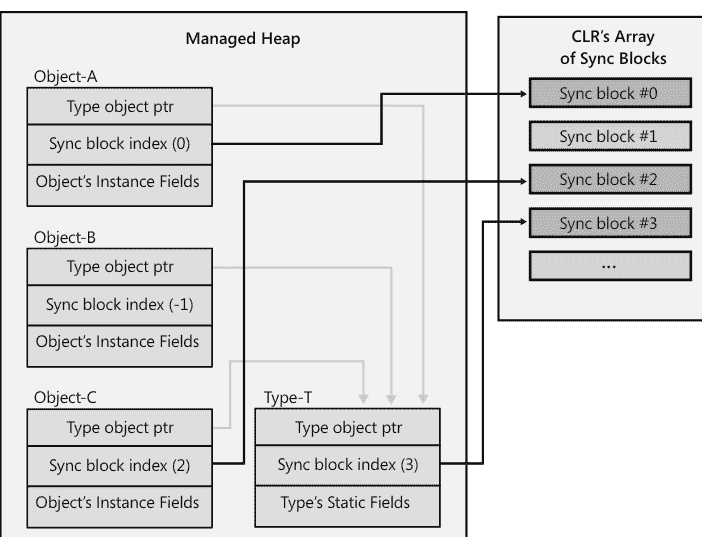 Managed Heap
Object-A
Type object ptr
Sync block index (0)
Object's Instance Fields
Object-B
Type object ptr
Sync block index (-1)
Object's Instance Fields
Object-C
Type object ptr
Sync block index (2)
Object's Instance Fields
Type-T
Type object ptr
Sync block index (3)
Type's Static Fields
CLR's Array
of Sync Blocks
Sync block #0
Sync block #1
Sync block #2
Sync block #3
...